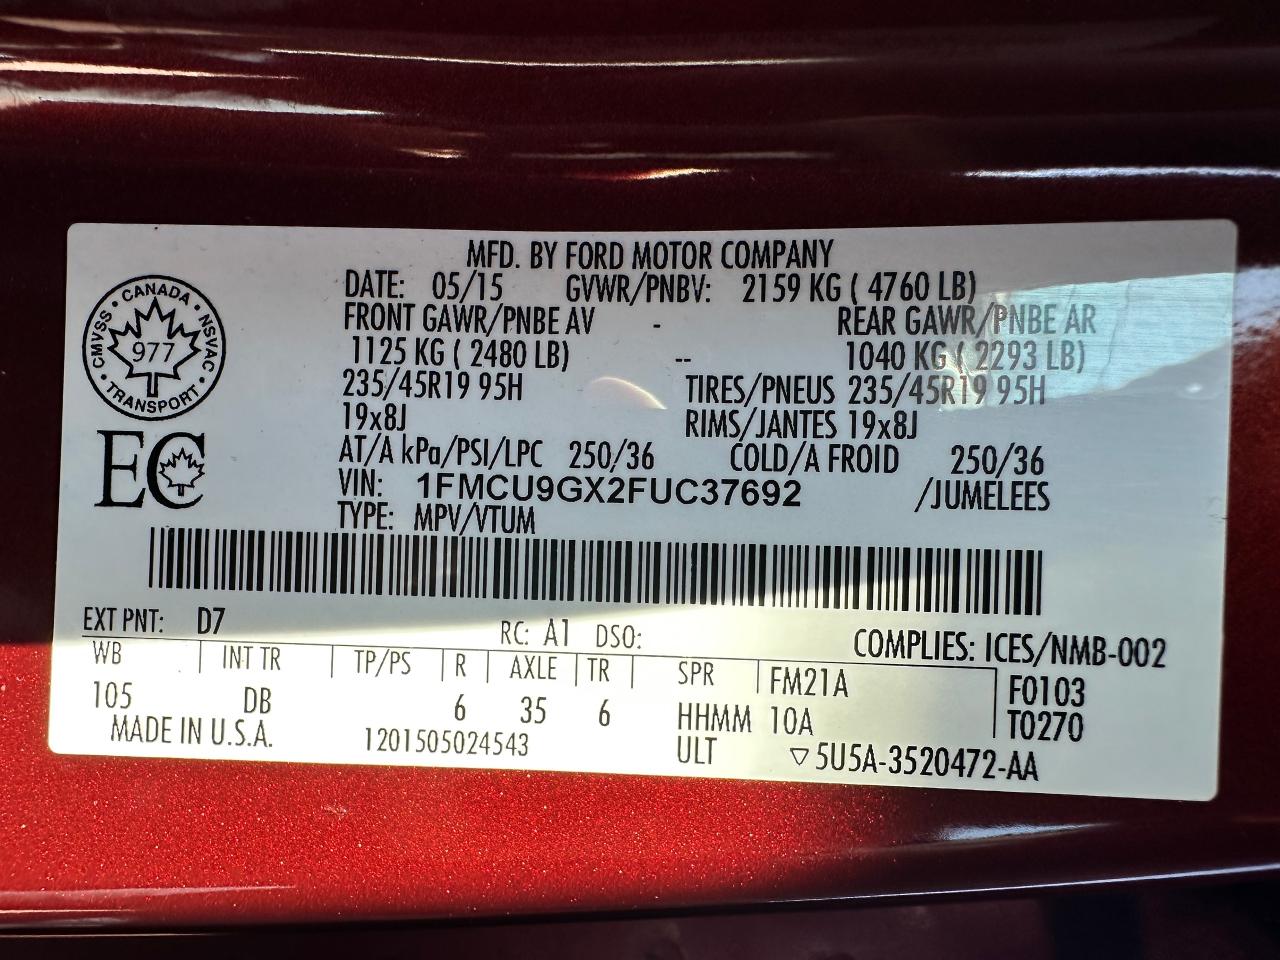 MFD. BY FORD MOTOR COMPANY
DATE: 05/15 GVWR/PNBV: 2159 KG ( 4760 LB)
FRONT GAWR/PNBE AV - REAR GAWR/PNBE AR
1125 KG ( 2480 LB) -- 1040 KG ( 2293 LB)
235/45R19 95H TIRES/PNEUS 235/45R19 95H
19x8J RIMS/JANTES 19x8J
AT/A kPa/PSI/LPC 250/36 COLD/A FROID 250/36
VIN: 1FMCU9GX2FUC37692 /JUMELEES
TYPE: MPV/VTUM
CANADA
CMVSS • NSVAC
977
TRANSPORT
EC
EXT PNT: D7 RC: A1 DSO: COMPLIES: ICES/NMB-002
WB | INT TR | TP/PS | R | AXLE | TR | SPR FM21A F0103
105 DB 6 35 6 HHMM 10A T0270
MADE IN U.S.A. 1201505024543 ULT ▽5U5A-3520472-AA